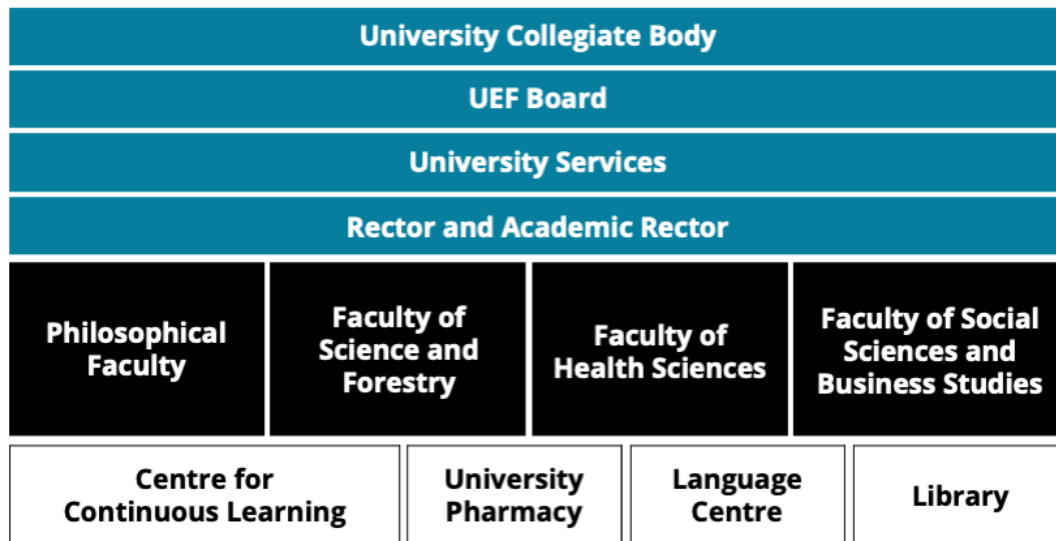 University Collegiate Body
UEF Board
University Services
Rector and Academic Rector
Philosophical
Faculty
Faculty of
Science and
Forestry
Faculty of
Health Sciences
Faculty of Social
Sciences and
Business Studies
Centre for
Continuous Learning
University
Pharmacy
Language
Centre
Library